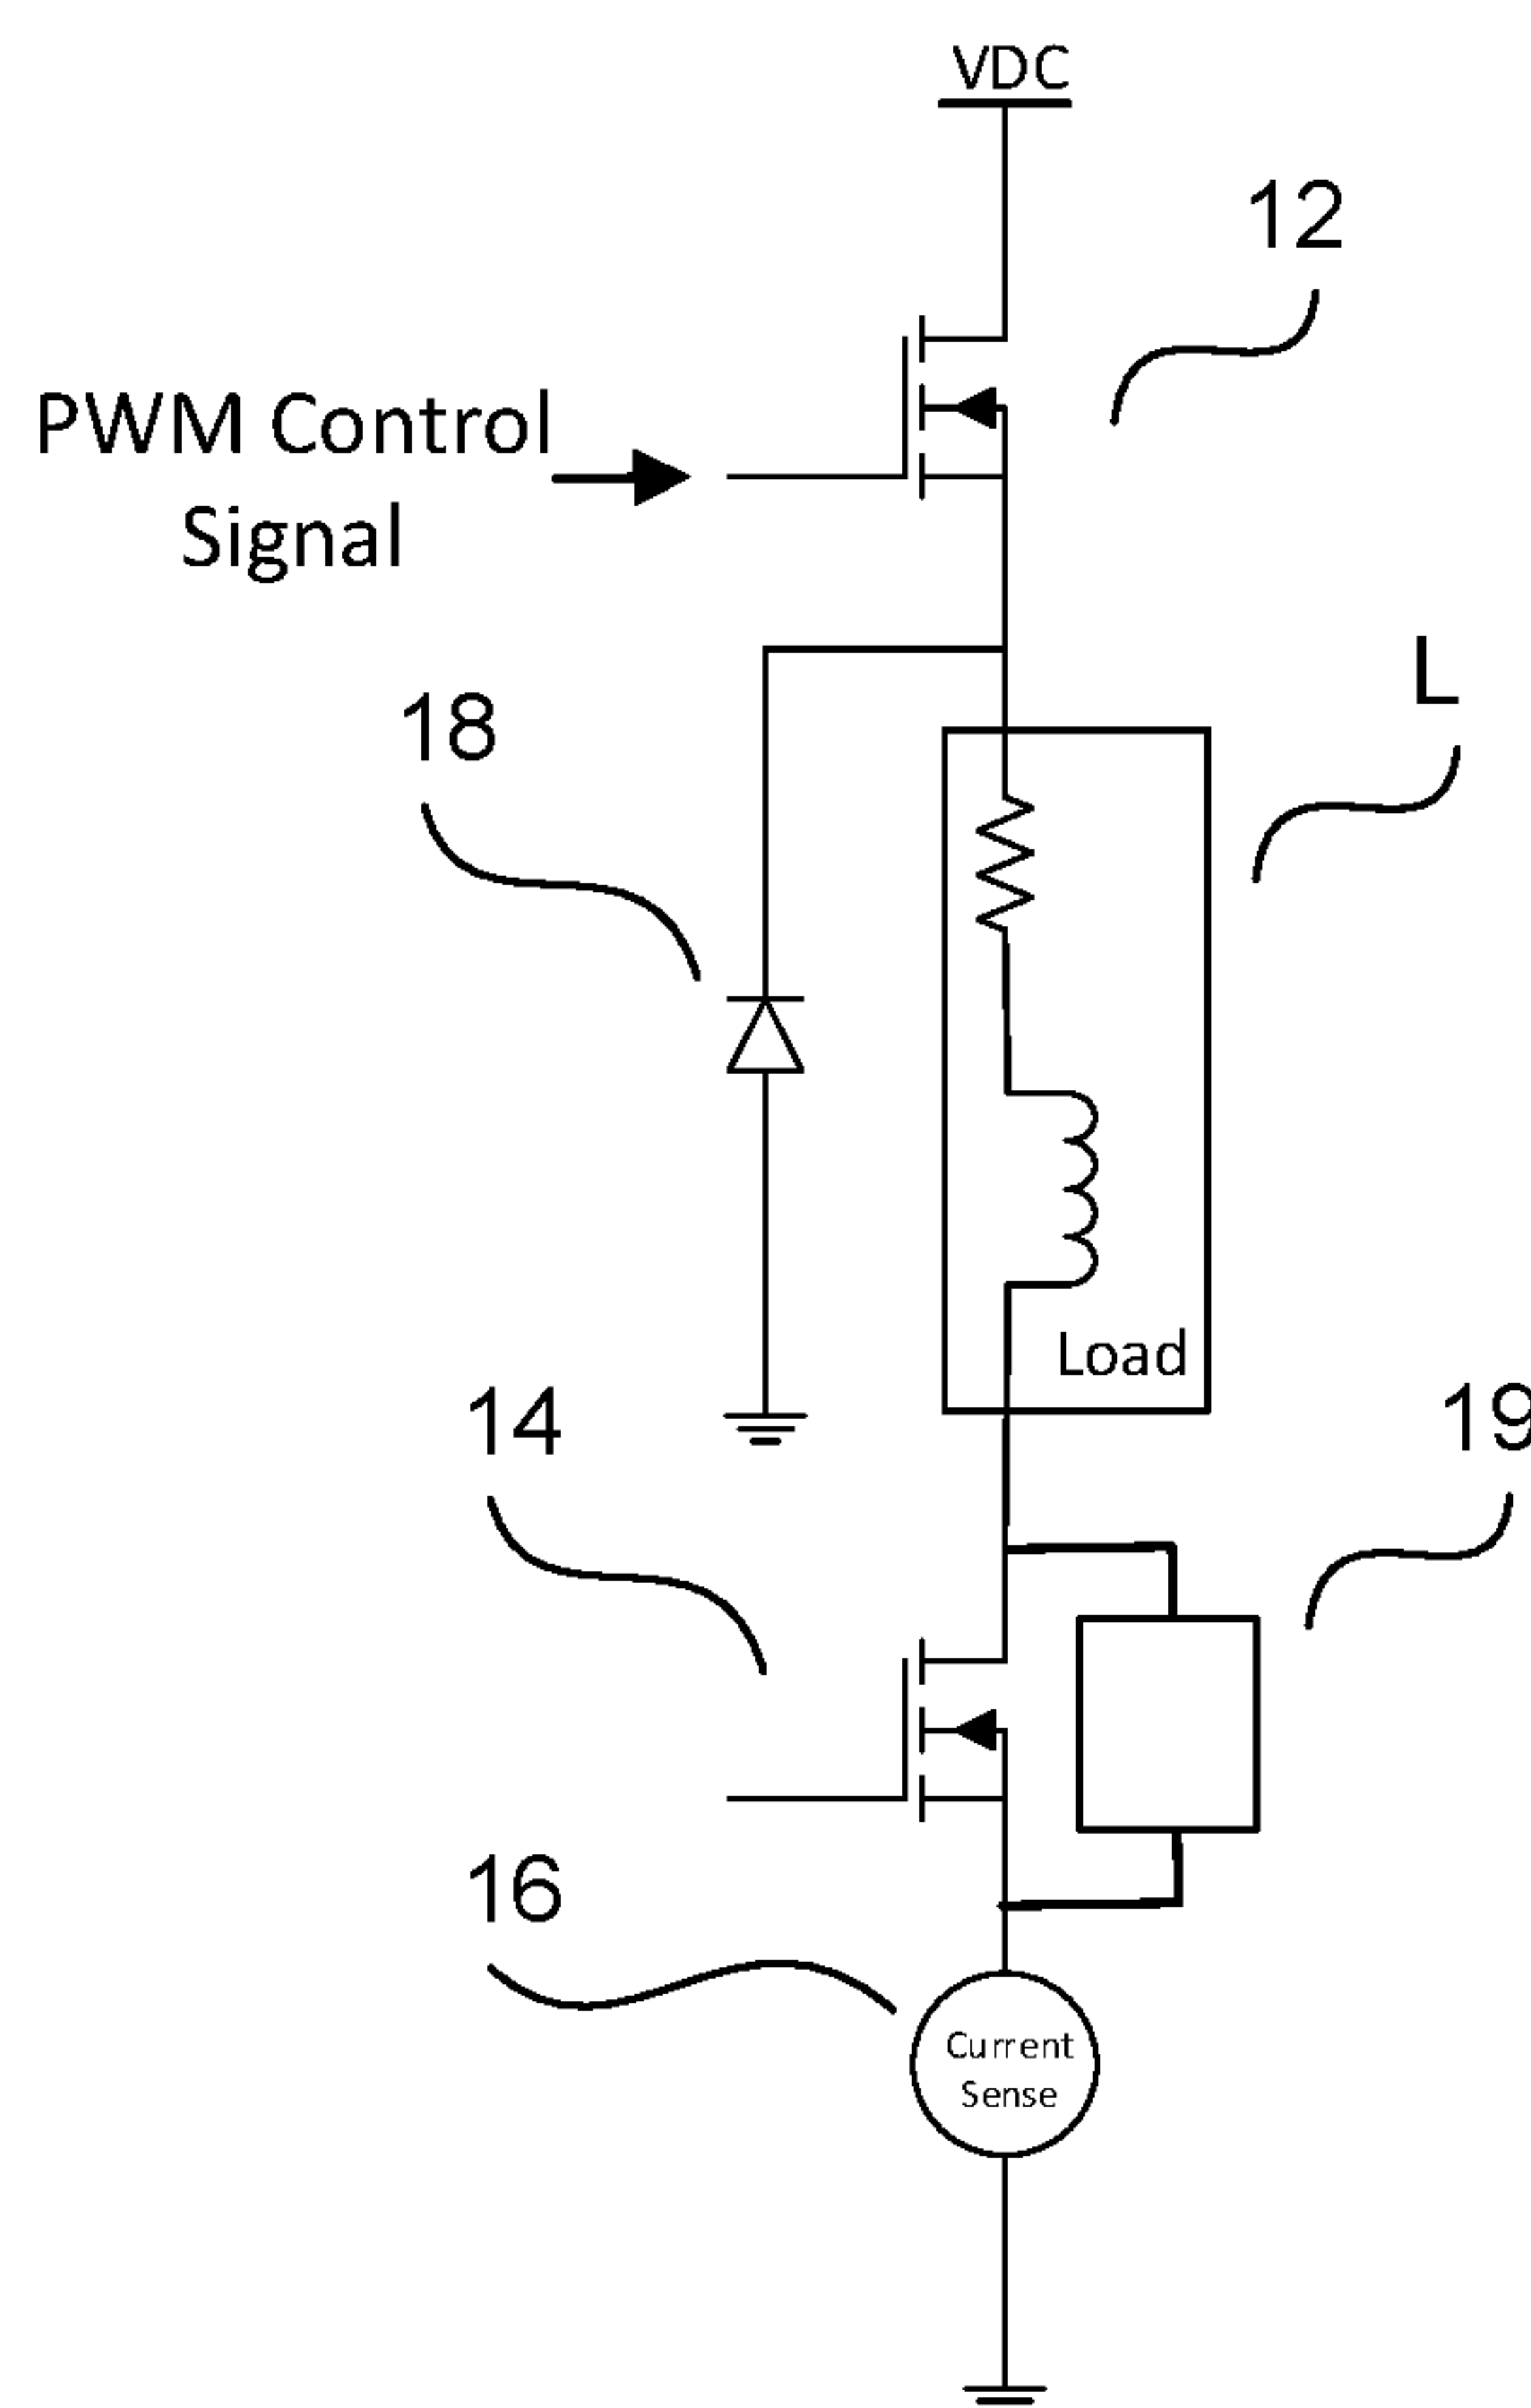 VDC
12
PWM Control
Signal
L
18
Load
14
19
16
Current
Sense